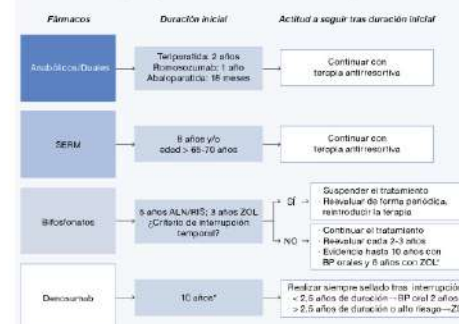 Fármacos
Duración inicial
Actitud a seguir tras duración inicial
Anabólicos/Duales
Teriparatida: 2 años
Romosozumab: 1 año
Abaloparatida: 18 meses
Continuar con
terapia antirresortiva
SERM
8 años y/o
edad > 65-70 años
Continuar con
terapia antirresortiva
Bifosfonatos
5 años ALN/RIS; 3 años ZOL
¿Criterio de interrupción
temporal?
SÍ
· Suspender el tratamiento
· Reevaluar de forma periódica,
reintroducir la terapia
NO
· Continuar el tratamiento
· Reevaluar cada 2-3 años
· Evidencia hasta 10 años con
BP orales y 6 años con ZOL*
Denosumab
10 años*
Realizar siempre sellado tras interrupción
< 2,5 años de duración→BP oral 2 años
> 2,5 años de duración o alto riesgo→ZO